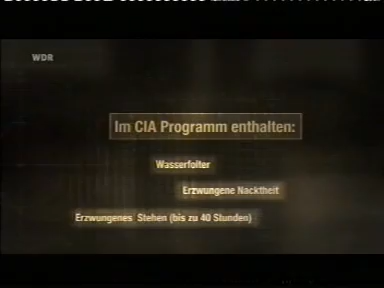 WDR
Im CIA Programm enthalten:
Wasserfolter
Erzwungene Nacktheit
Erzwungenes Stehen (bis zu 40 Stunden)